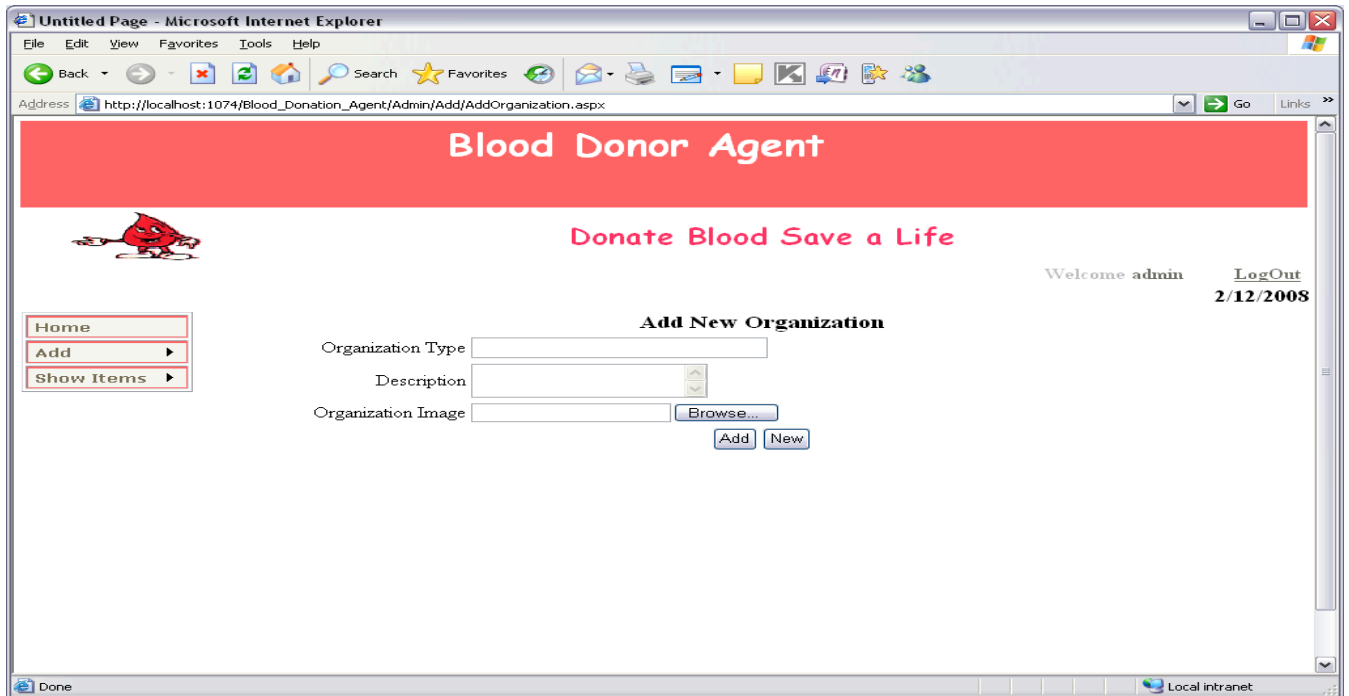 Untitled Page - Microsoft Internet Explorer
File Edit View Favorites Tools Help
Back Search Favorites
Address http://localhost:1074/Blood_Donation_Agent/Admin/Add/AddOrganization.aspx Go Links »
Blood Donor Agent
Donate Blood Save a Life
Welcome admin LogOut
2/12/2008
Home
Add
Show Items
Add New Organization
Organization Type
Description
Organization Image Browse...
Add New
Done Local intranet